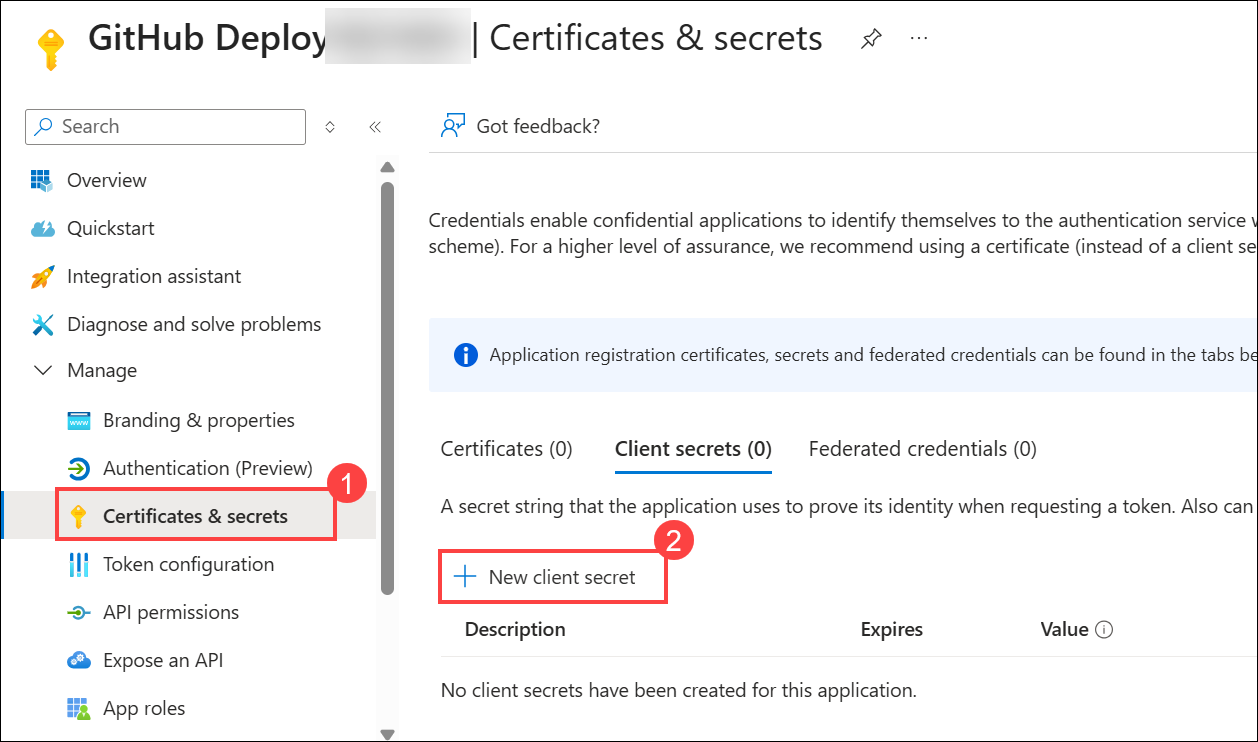 GitHub Deploy | Certificates & secrets
Search
Got feedback?
Overview
Quickstart
Integration assistant
Diagnose and solve problems
Manage
Branding & properties
Authentication (Preview)
1
Certificates & secrets
Token configuration
API permissions
Expose an API
App roles
Credentials enable confidential applications to identify themselves to the authentication service
scheme). For a higher level of assurance, we recommend using a certificate (instead of a client se
Application registration certificates, secrets and federated credentials can be found in the tabs be
Certificates (0) Client secrets (0) Federated credentials (0)
A secret string that the application uses to prove its identity when requesting a token. Also can
2
New client secret
Description Expires Value
No client secrets have been created for this application.